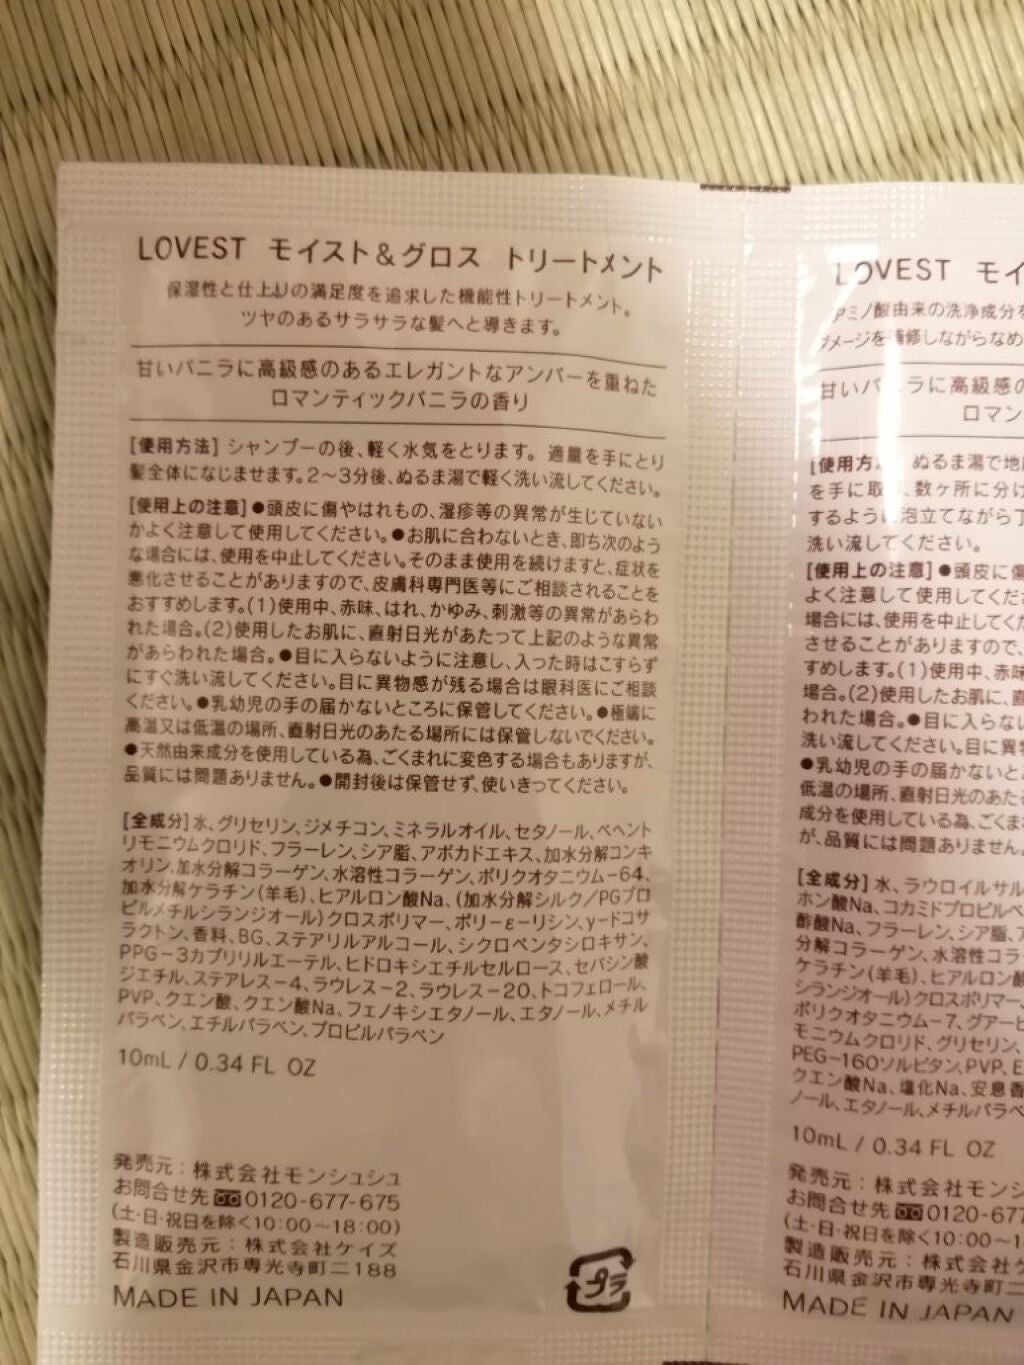 LOVEST モイスト＆グロス トリートメント
保湿性と仕上りの満足度を追求した機能性トリートメント。
ツヤのあるサラサラな髪へと導きます。
甘いバニラに高級感のあるエレガントなアンバーを重ねた
ロマンティックバニラの香り
[使用方法] シャンプーの後、軽く水気をとります。 適量を手にとり
髪全体になじませます。2～3分後、ぬるま湯で軽く洗い流してください。
[使用上の注意]●頭皮に傷やはれもの、湿疹等の異常が生じていない
かよく注意して使用してください。●お肌に合わないとき、即ち次のよう
な場合には、使用を中止してください。そのまま使用を続けますと、症状を
悪化させることがありますので、皮膚科専門医等にご相談されることを
おすすめします。(1)使用中、赤味、はれ、かゆみ、刺激等の異常があらわ
れた場合。(2)使用したお肌に、直射日光があたって上記のような異常
があらわれた場合。●目に入らないように注意し、入った時はこすらず
にすぐ洗い流してください。目に異物感が残る場合は眼科医にご相談
ください。●乳幼児の手の届かないところに保管してください。●極端に
高温又は低温の場所、直射日光のあたる場所には保管しないでください。
●天然由来成分を使用している為、ごくまれに変色する場合もありますが、
品質には問題ありません。●開封後は保管せず、使いきってください。
[全成分]水、グリセリン、ジメチコン、ミネラルオイル、セタノール、ベヘント
リモニウムクロリド、フラーレン、シア脂、アボカドエキス、加水分解コンキ
オリン、加水分解コラーゲン、水溶性コラーゲン、ポリクオタニウム-64、
加水分解ケラチン(羊毛)、ヒアルロン酸Na、(加水分解シルク/PGプロ
ピルメチルシランジオール)クロスポリマー、ポリ-ε-リシン、γ-ドコサ
ラクトン、香料、BG、ステアリルアルコール、シクロペンタシロキサン、
PPG-3カプリリルエーテル、ヒドロキシエチルセルロース、セバシン酸
ジエチル、ステアレス-4、ラウレス-2、ラウレス-20、トコフェロール、
PVP、クエン酸、クエン酸Na、フェノキシエタノール、エタノール、メチル
パラベン、エチルパラベン、プロピルパラベン
10mL / 0.34 FL OZ
発売元：株式会社モンシュシュ
お問合せ先 0120-677-675
(土・日・祝日を除く10:00～18:00)
製造販売元：株式会社ケイズ
石川県金沢市専光寺町ニ188
MADE IN JAPAN
プラ
LOVEST モイ
アミノ酸由来の洗浄成分を
ダメージを補修しながらなめ
甘いバニラに高級感の
ロマン
[使用方 ぬるま湯で地
を手に取 、数ヶ所に分け
するように泡立てながら丁
洗い流してください。
[使用上の注意]●頭皮に傷
よく注意して使用してくだ
場合には、使用を中止してくだ
させることがありますので、
すめします。(1)使用中、赤味
場合。(2)使用したお肌に、直
われた場合。●目に入らない
洗い流してください。目に異
●乳幼児の手の届かないと
低温の場所、直射日光のあた
成分を使用している為、ごくま
が、品質には問題ありません。
[全成分]水、ラウロイルサル
ホン酸Na、コカミドプロピルベ
酢酸Na、フラーレン、シア脂、ア
分解コラーゲン、水溶性コラ
ケラチン(羊毛)、ヒアルロン酸
シランジオール)クロスポリマー、
ポリクオタニウム-7、グアーヒ
モニウムクロリド、グリセリン、
PEG-160ソルビタン、PVP、E
クエン酸Na、塩化Na、安息香
ノール、エタノール、メチルパラベ
10mL / 0.34 FL OZ
発売元：株式会社モンシ
お問合せ先 0120-677
(土・日・祝日を除く10:00～1
製造販売元：株式会社ケ
石川県金沢市専光寺町ニ
MADE IN JAPAN